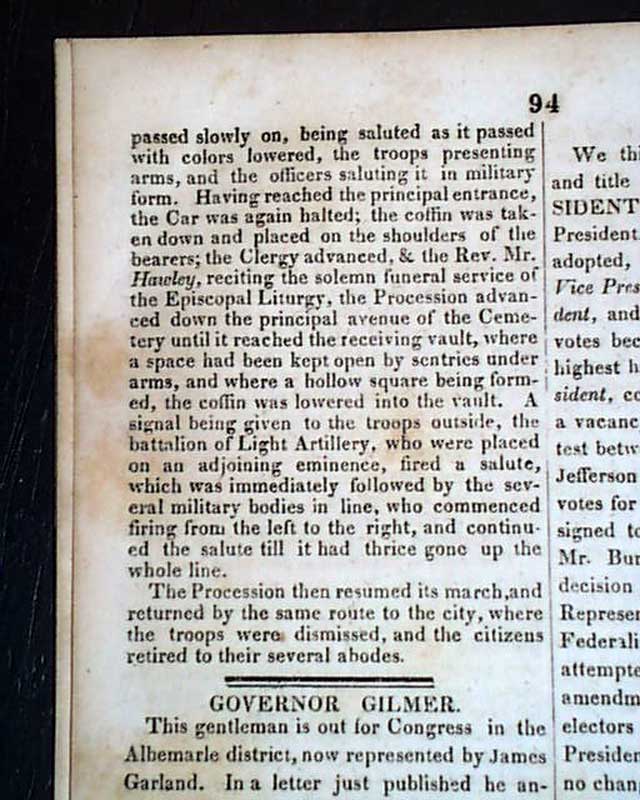 94
passed slowly on, being saluted as it passed
with colors lowered, the troops presenting
arms, and the officers saluting it in military
form. Having reached the principal entrance,
the Car was again halted; the coffin was tak-
en down and placed on the shoulders of the
bearers; the Clergy advanced, & the Rev. Mr.
Hawley, reciting the solemn funeral service of
the Episcopal Liturgy, the Procession advan-
ced down the principal avenue of the Ceme-
tery until it reached the receiving vault, where
a space had been kept open by sentries under
arms, and where a hollow square being form-
ed, the coffin was lowered into the vault. A
signal being given to the troops outside, the
battalion of Light Artillery, who were placed
on an adjoining eminence, fired a salute,
which was immediately followed by the sev-
eral military bodies in line, who commenced
firing from the left to the right, and continu-
ed the salute till it had thrice gone up the
whole line.
The Procession then resumed its march, and
returned by the same route to the city, where
the troops were dismissed, and the citizens
retired to their several abodes.
GOVERNOR GILMER.
This gentleman is out for Congress in the
Albemarle district, now represented by James
Garland. In a letter just published he an-
We thi
and title
SIDENT
President
adopted,
Vice Pres
dent, and
votes bec
highest h
sident, co
a vacanc
test betw
Jefferson
votes for
signed to
Mr. Bur
decision
Represen
Federali
attempte
amendm
electors
Presiden
no chan